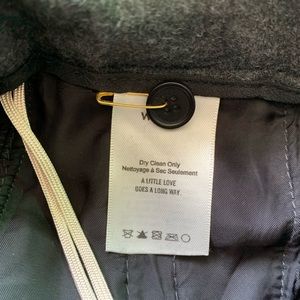 Dry Clean Only
Nettoyage à Sec Seulement
A LITTLE LOVE
GOES A LONG WAY.